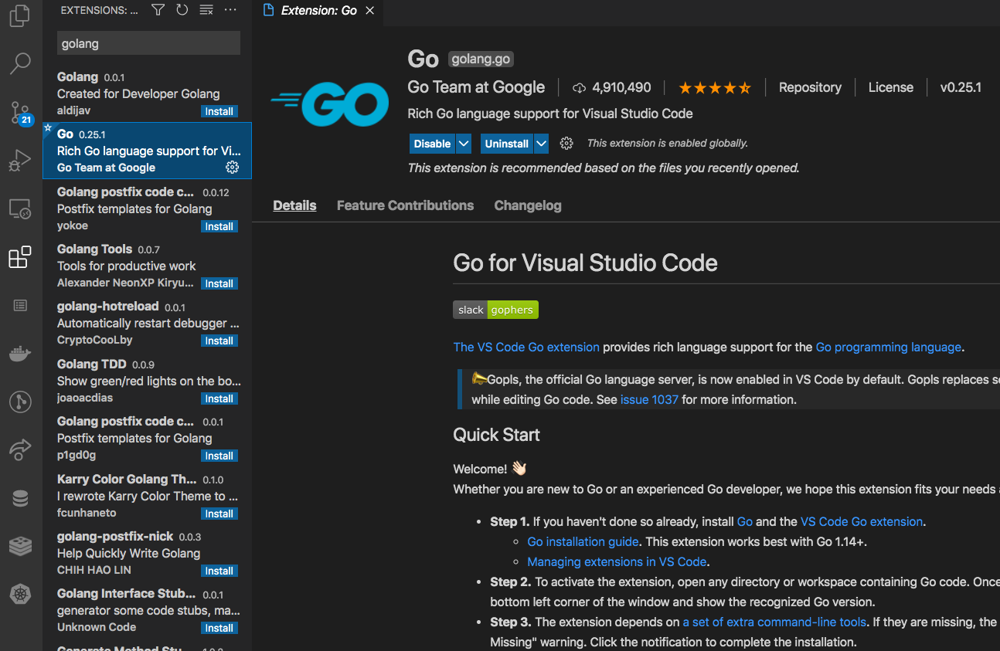 EXTENSIONS: ...
golang
Golang 0.0.1
Created for Developer Golang
aldijav Install
21
Go 0.25.1
Rich Go language support for Vi...
Go Team at Google
Golang postfix code c... 0.0.12
Postfix templates for Golang
yokoe Install
Golang Tools 0.0.7
Tools for productive work
Alexander NeonXP Kiryu... Install
golang-hotreload 0.0.1
Automatically restart debugger ...
CryptoCooLby Install
Golang TDD 0.0.9
Show green/red lights on the bo...
joaoacdias Install
Golang postfix code c... 0.0.1
Postfix templates for Golang
p1gd0g Install
Karry Color Golang Th... 0.1.0
I rewrote Karry Color Theme to ...
fcunhaneto Install
golang-postfix-nick 0.0.3
Help Quickly Write Golang
CHIH HAO LIN Install
Golang Interface Stub... 0.0.1
generator some code stubs, ma...
Unknown Code Install
Extension: Go
GO
Go golang.go
Go Team at Google 4,910,490 Repository License v0.25.1
Rich Go language support for Visual Studio Code
Disable Uninstall This extension is enabled globally.
This extension is recommended based on the files you recently opened.
Details Feature Contributions Changelog
Go for Visual Studio Code
slack gophers
The VS Code Go extension provides rich language support for the Go programming language.
Gopls, the official Go language server, is now enabled in VS Code by default. Gopls replaces
while editing Go code. See issue 1037 for more information.
Quick Start
Welcome! 👋🏻
Whether you are new to Go or an experienced Go developer, we hope this extension fits your needs
• Step 1. If you haven't done so already, install Go and the VS Code Go extension.
◦ Go installation guide. This extension works best with Go 1.14+.
◦ Managing extensions in VS Code.
• Step 2. To activate the extension, open any directory or workspace containing Go code. Once
bottom left corner of the window and show the recognized Go version.
• Step 3. The extension depends on a set of extra command-line tools. If they are missing, the
Missing" warning. Click the notification to complete the installation.